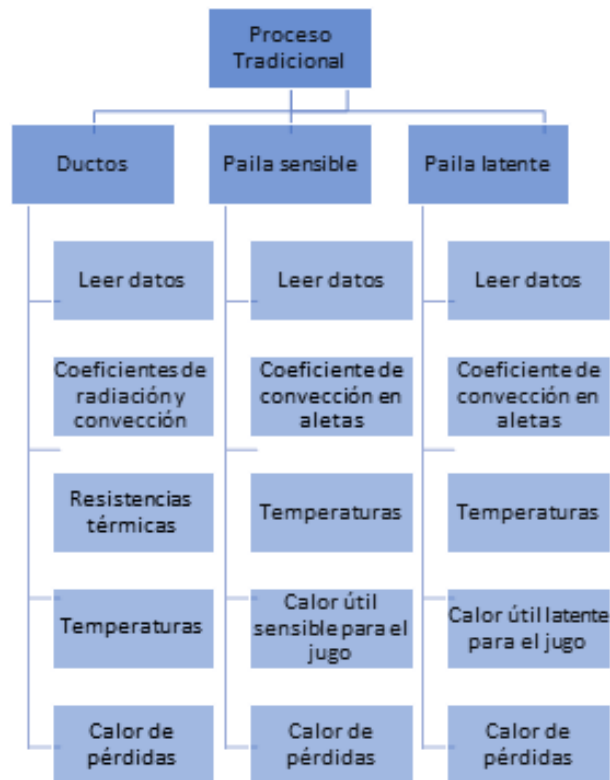 Proceso
Tradicional
Ductos
Paila sensible
Paila latente
Leer datos
Leer datos
Leer datos
Coeficientes de
radiación y
convección
Coeficiente de
convección en
aletas
Coeficiente de
convección en
aletas
Resistencias
térmicas
Temperaturas
Temperaturas
Temperaturas
Calor útil
sensible para el
jugo
Calor útil latente
para el jugo
Calor de
pérdidas
Calor de
pérdidas
Calor de
pérdidas